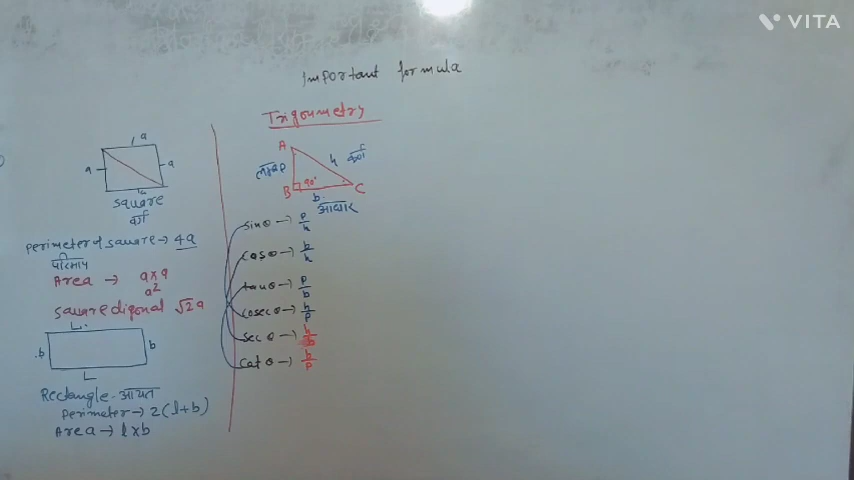 VITA
Important formula
Trigonometry
a
a
a
a
square
वर्ग
perimeter of square → 4a
परिमाप
Area → a×a
a²
square digonal √2a
L
b
b
L
Rectangle - आयत
Perimeter → 2(l+b)
Area → l×b
A
लम्ब P
h कर्ण
B 90° C
b
आधार
sinθ → p/h
cosθ → b/h
tanθ → p/b
cosecθ → h/p
secθ → h/b
cotθ → b/p